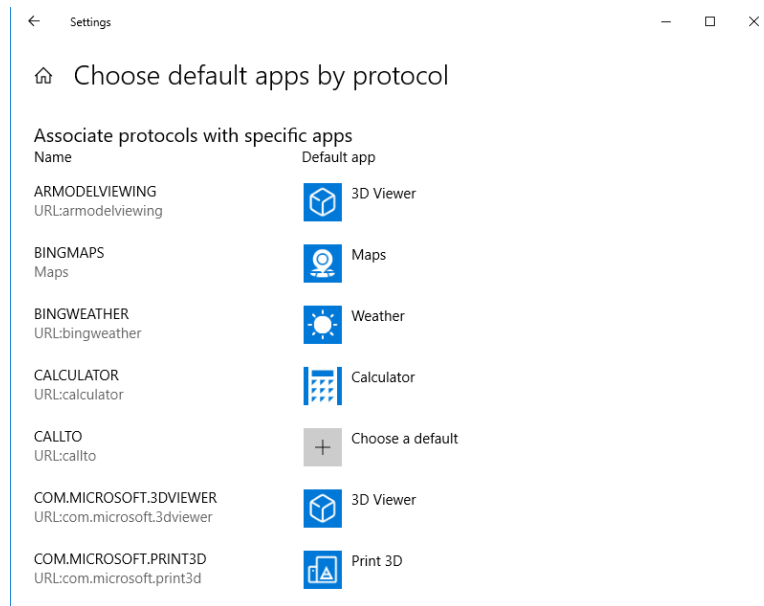 Settings
Choose default apps by protocol
Associate protocols with specific apps
Name Default app
ARMODELVIEWING 3D Viewer
URL:armodelviewing
BINGMAPS Maps
Maps
BINGWEATHER Weather
URL:bingweather
CALCULATOR Calculator
URL:calculator
CALLTO Choose a default
URL:callto
COM.MICROSOFT.3DVIEWER 3D Viewer
URL:com.microsoft.3dviewer
COM.MICROSOFT.PRINT3D Print 3D
URL:com.microsoft.print3d